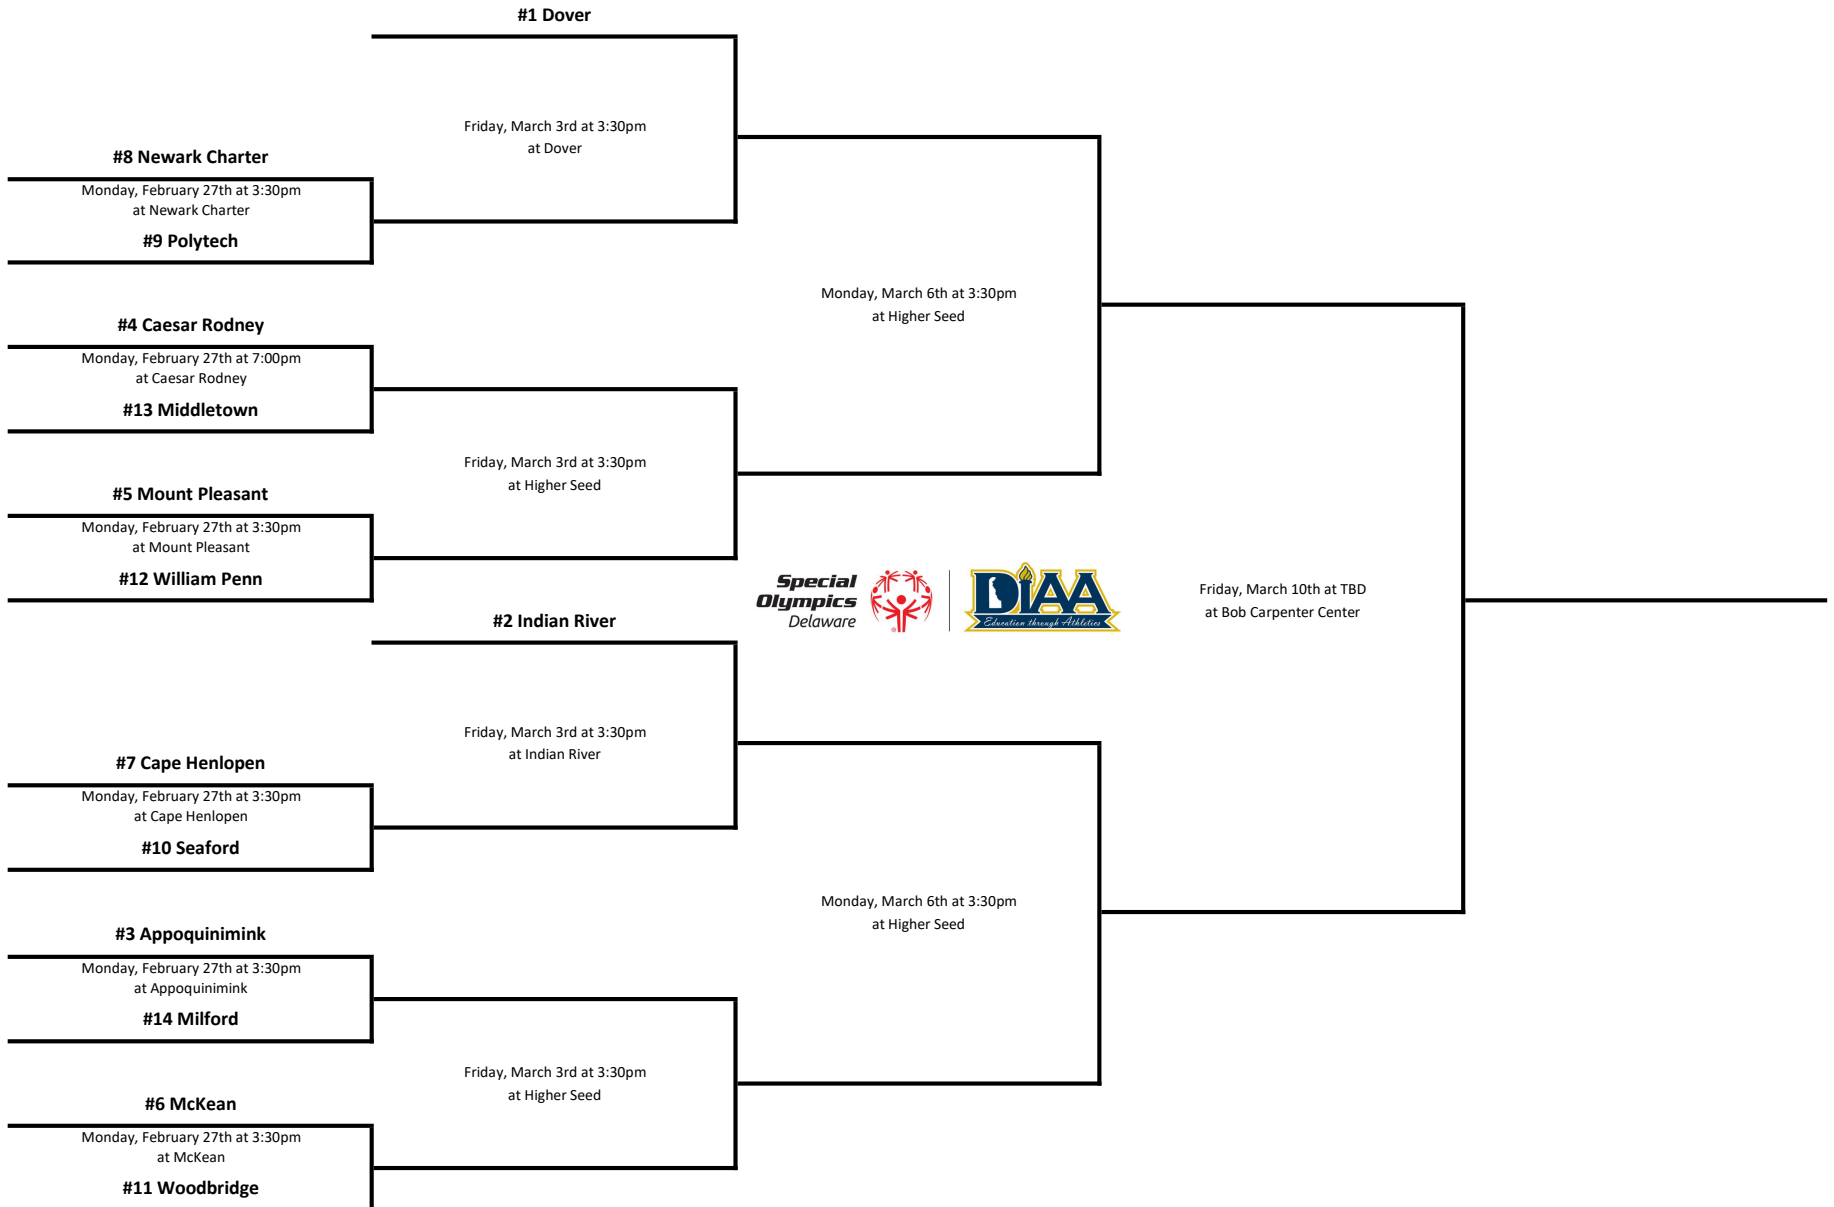 #1 Dover
Friday, March 3rd at 3:30pm
at Dover
#8 Newark Charter
Monday, February 27th at 3:30pm
at Newark Charter
#9 Polytech
Monday, March 6th at 3:30pm
at Higher Seed
#4 Caesar Rodney
Monday, February 27th at 7:00pm
at Caesar Rodney
#13 Middletown
Friday, March 3rd at 3:30pm
at Higher Seed
#5 Mount Pleasant
Monday, February 27th at 3:30pm
at Mount Pleasant
#12 William Penn
Special
Olympics
Delaware
DIAA
Education through Athletics
Friday, March 10th at TBD
at Bob Carpenter Center
#2 Indian River
Friday, March 3rd at 3:30pm
at Indian River
#7 Cape Henlopen
Monday, February 27th at 3:30pm
at Cape Henlopen
#10 Seaford
Monday, March 6th at 3:30pm
at Higher Seed
#3 Appoquinimink
Monday, February 27th at 3:30pm
at Appoquinimink
#14 Milford
Friday, March 3rd at 3:30pm
at Higher Seed
#6 McKean
Monday, February 27th at 3:30pm
at McKean
#11 Woodbridge